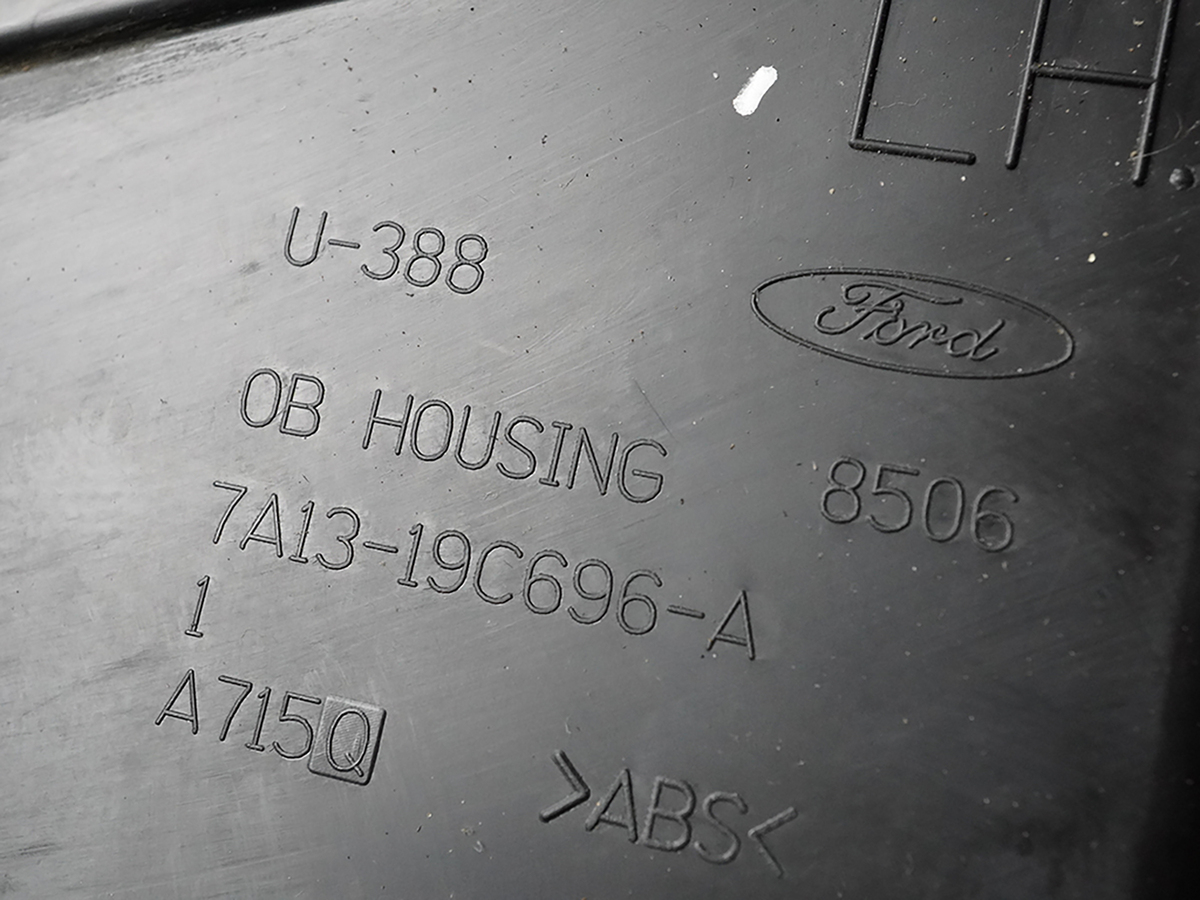 LH.
U-388
Ford
OB HOUSING
8506
7A13-19C696-A
1
A715Q
>ABS<